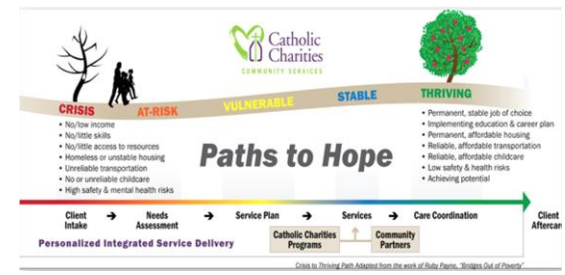 Catholic
Charities
COMMUNITY SERVICES
CRISIS
AT-RISK
VULNERABLE
STABLE
THRIVING
• No/low income
• No/little skills
• No/little access to resources
• Homeless or unstable housing
• Unreliable transportation
• No or unreliable childcare
• High safety & mental health risks
Paths to Hope
• Permanent, stable job of choice
• Implementing education & career plan
• Permanent, affordable housing
• Reliable, affordable transportation
• Reliable, affordable childcare
• Low safety & health risks
• Achieving potential
Client
Intake
→
Needs
Assessment
→
Service Plan
→
Services
→
Care Coordination
→
Client
Aftercare
Personalized Integrated Service Delivery
Catholic Charities
Programs
Community
Partners
Crisis to Thriving Path Adapted from the work of Ruby Payne, "Bridges Out of Poverty"